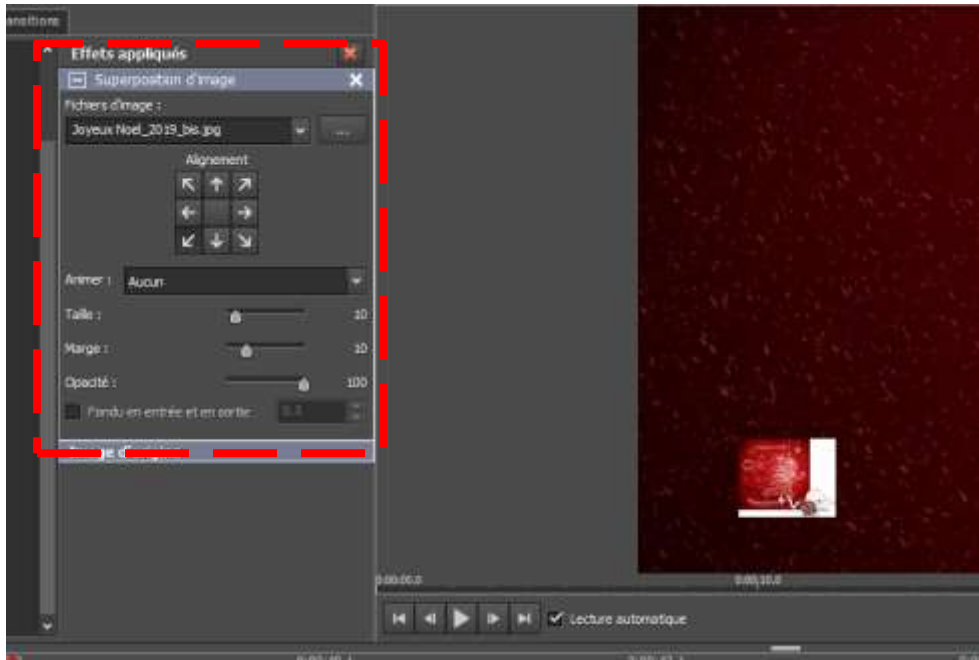 ansitions
Effets appliqués
Superposition d'image
Fichiers d'image :
Joyeux Noel_2019_bis.jpg
...
Alignement
Animer : Aucun
Taille : 10
Marge : 10
Opacité : 100
Fondu en entrée et en sortie
0:00:00.0 0:00:10.0
Lecture automatique